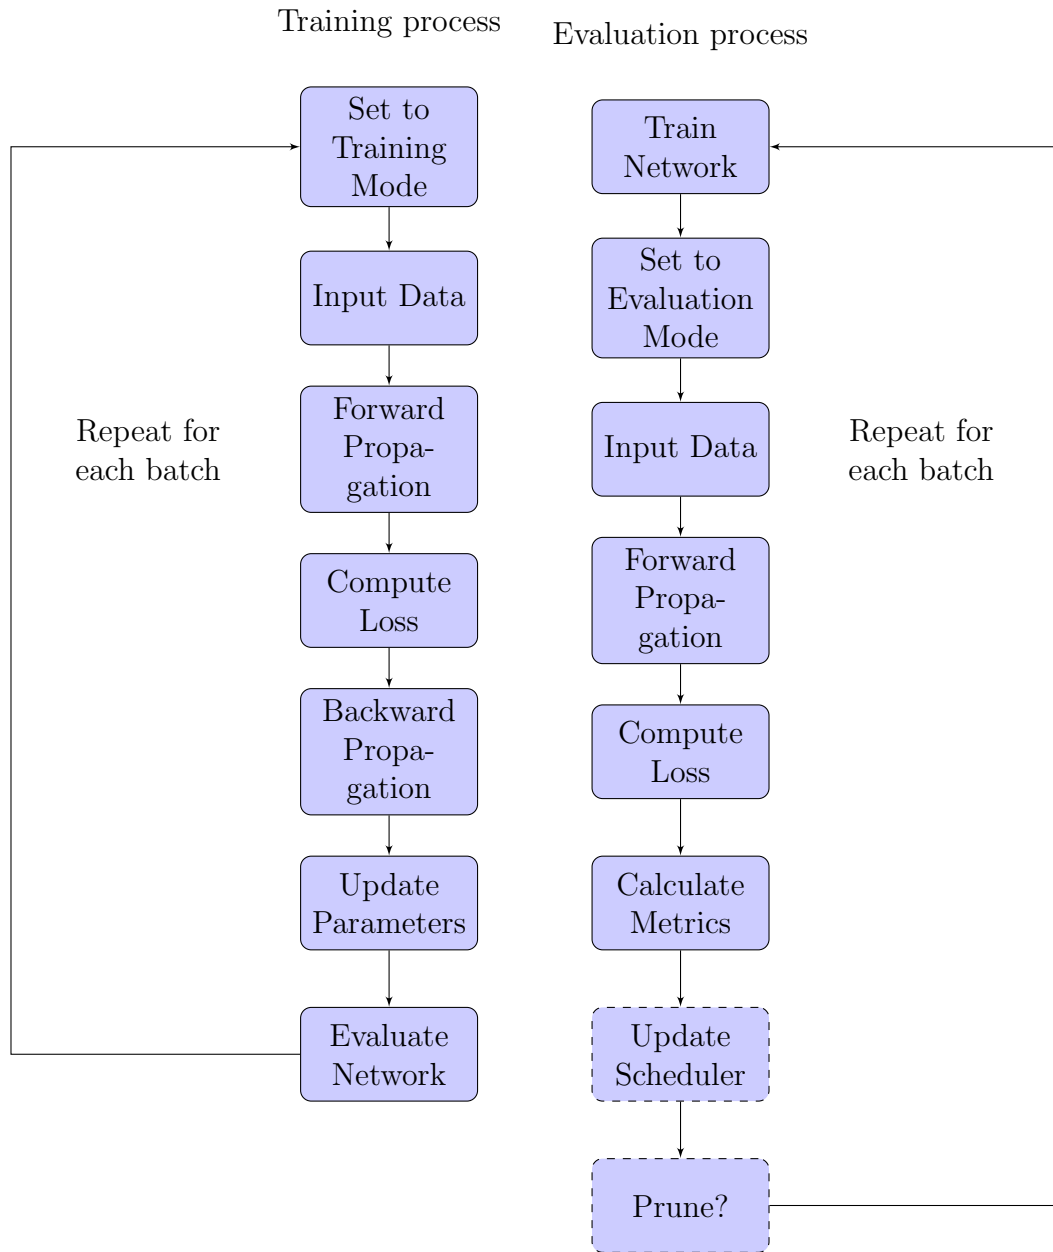 Training process
Set to
Training
Mode
Input Data
Forward
Propa-
gation
Compute
Loss
Backward
Propa-
gation
Update
Parameters
Evaluate
Network
Repeat for
each batch
Evaluation process
Train
Network
Set to
Evaluation
Mode
Input Data
Forward
Propa-
gation
Compute
Loss
Calculate
Metrics
Update
Scheduler
Prune?
Repeat for
each batch